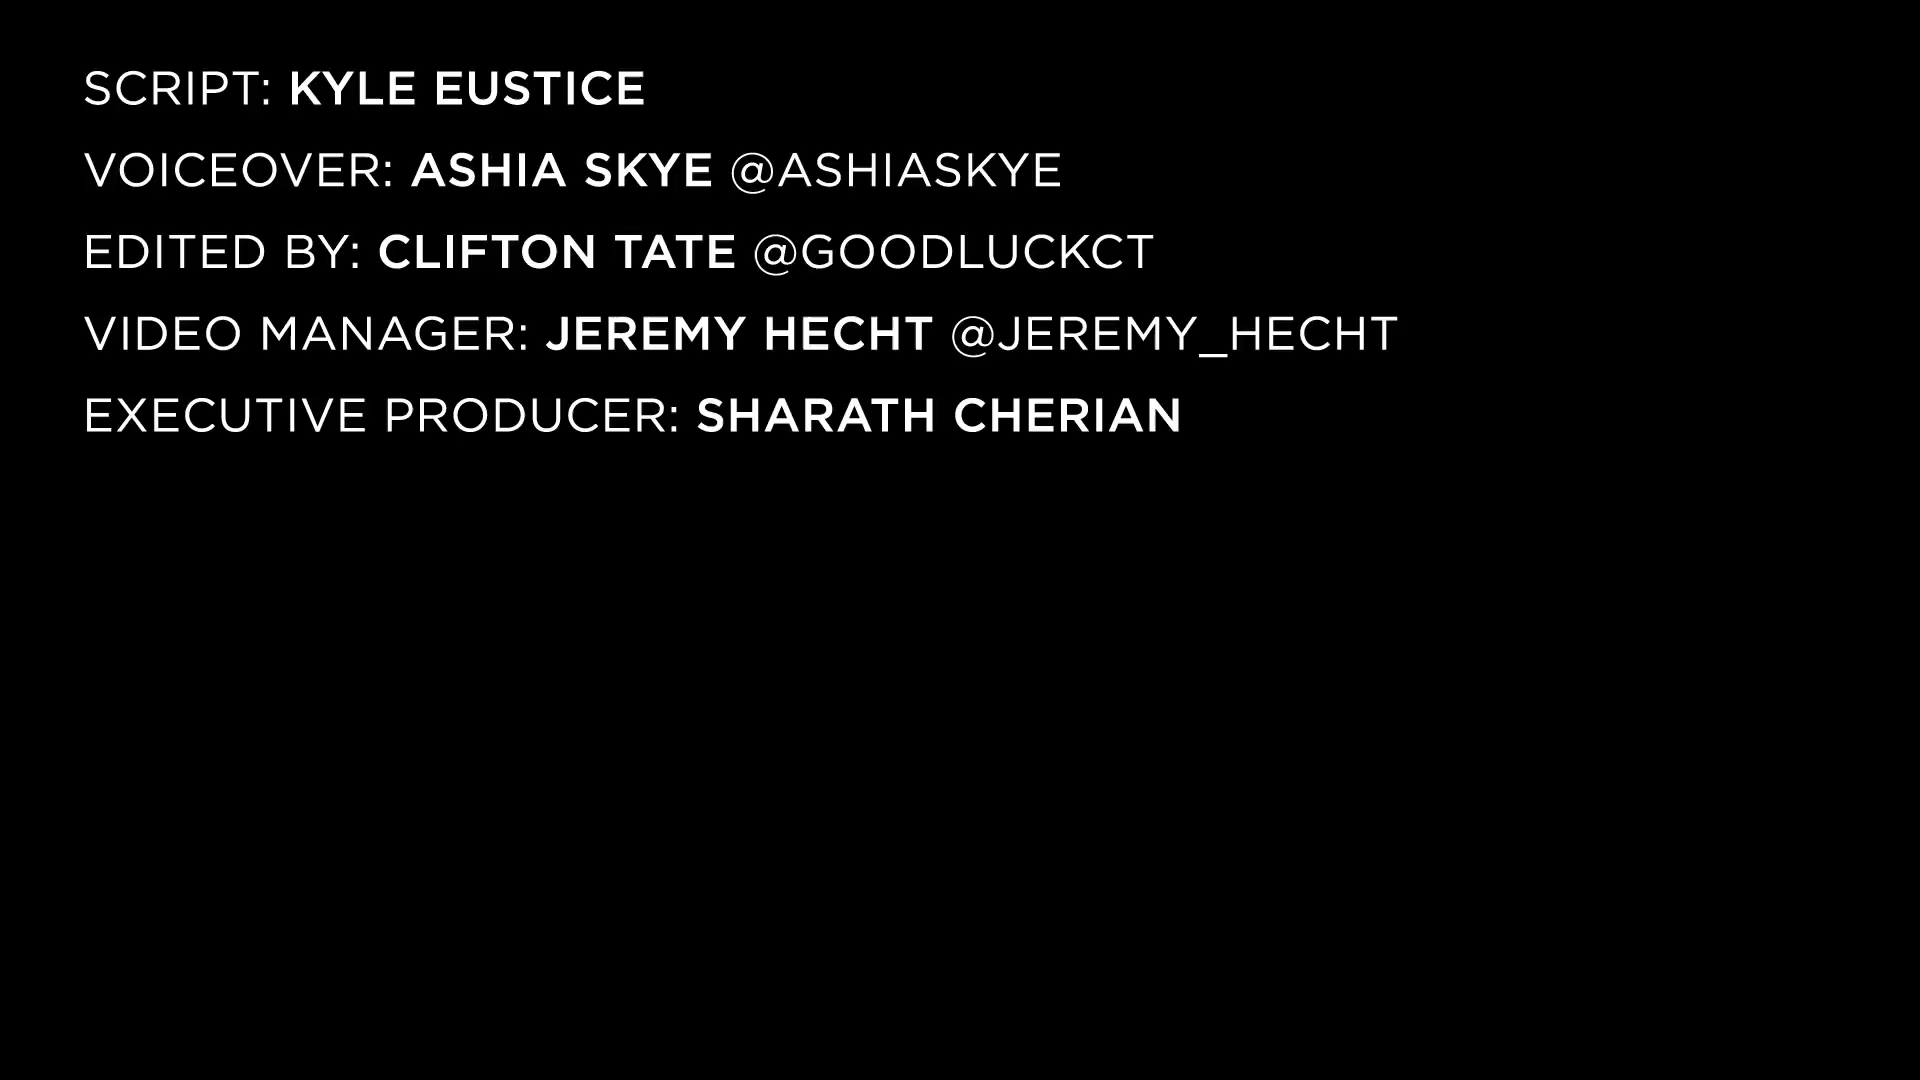 SCRIPT: KYLE EUSTICE
VOICEOVER: ASHIA SKYE @ASHIASKYE
EDITED BY: CLIFTON TATE @GOODLUCKCT
VIDEO MANAGER: JEREMY HECHT @JEREMY_HECHT
EXECUTIVE PRODUCER: SHARATH CHERIAN